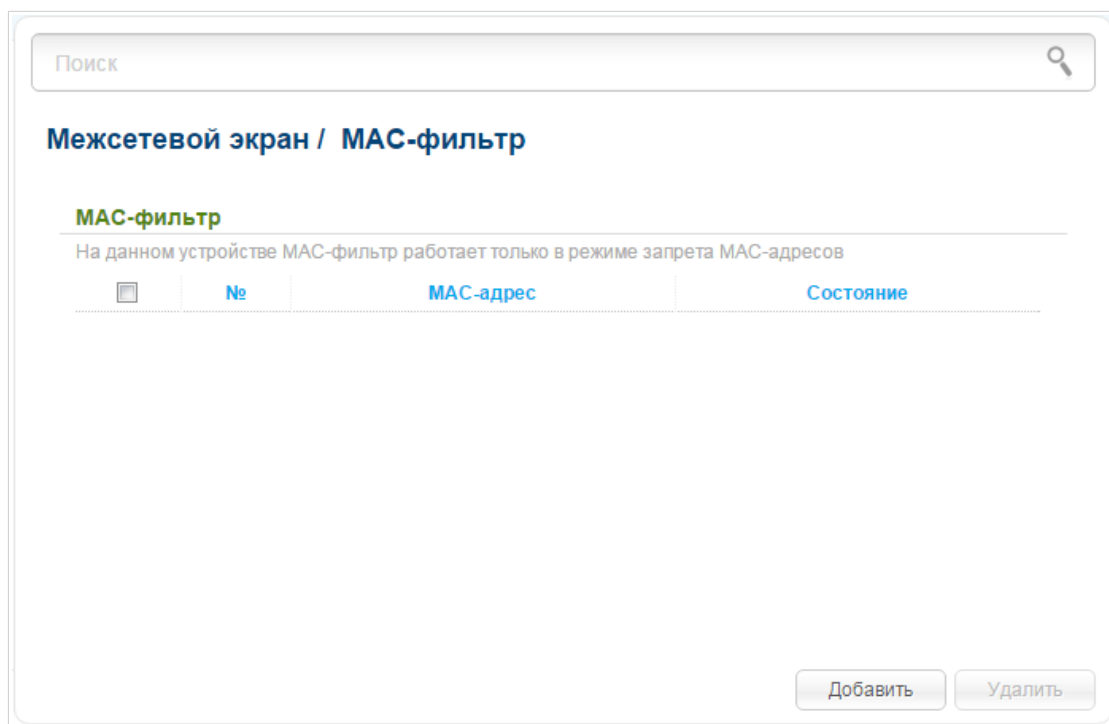 Поиск
Межсетевой экран / MAC-фильтр
MAC-фильтр
На данном устройстве MAC-фильтр работает только в режиме запрета MAC-адресов
№ MAC-адрес Состояние
Добавить Удалить